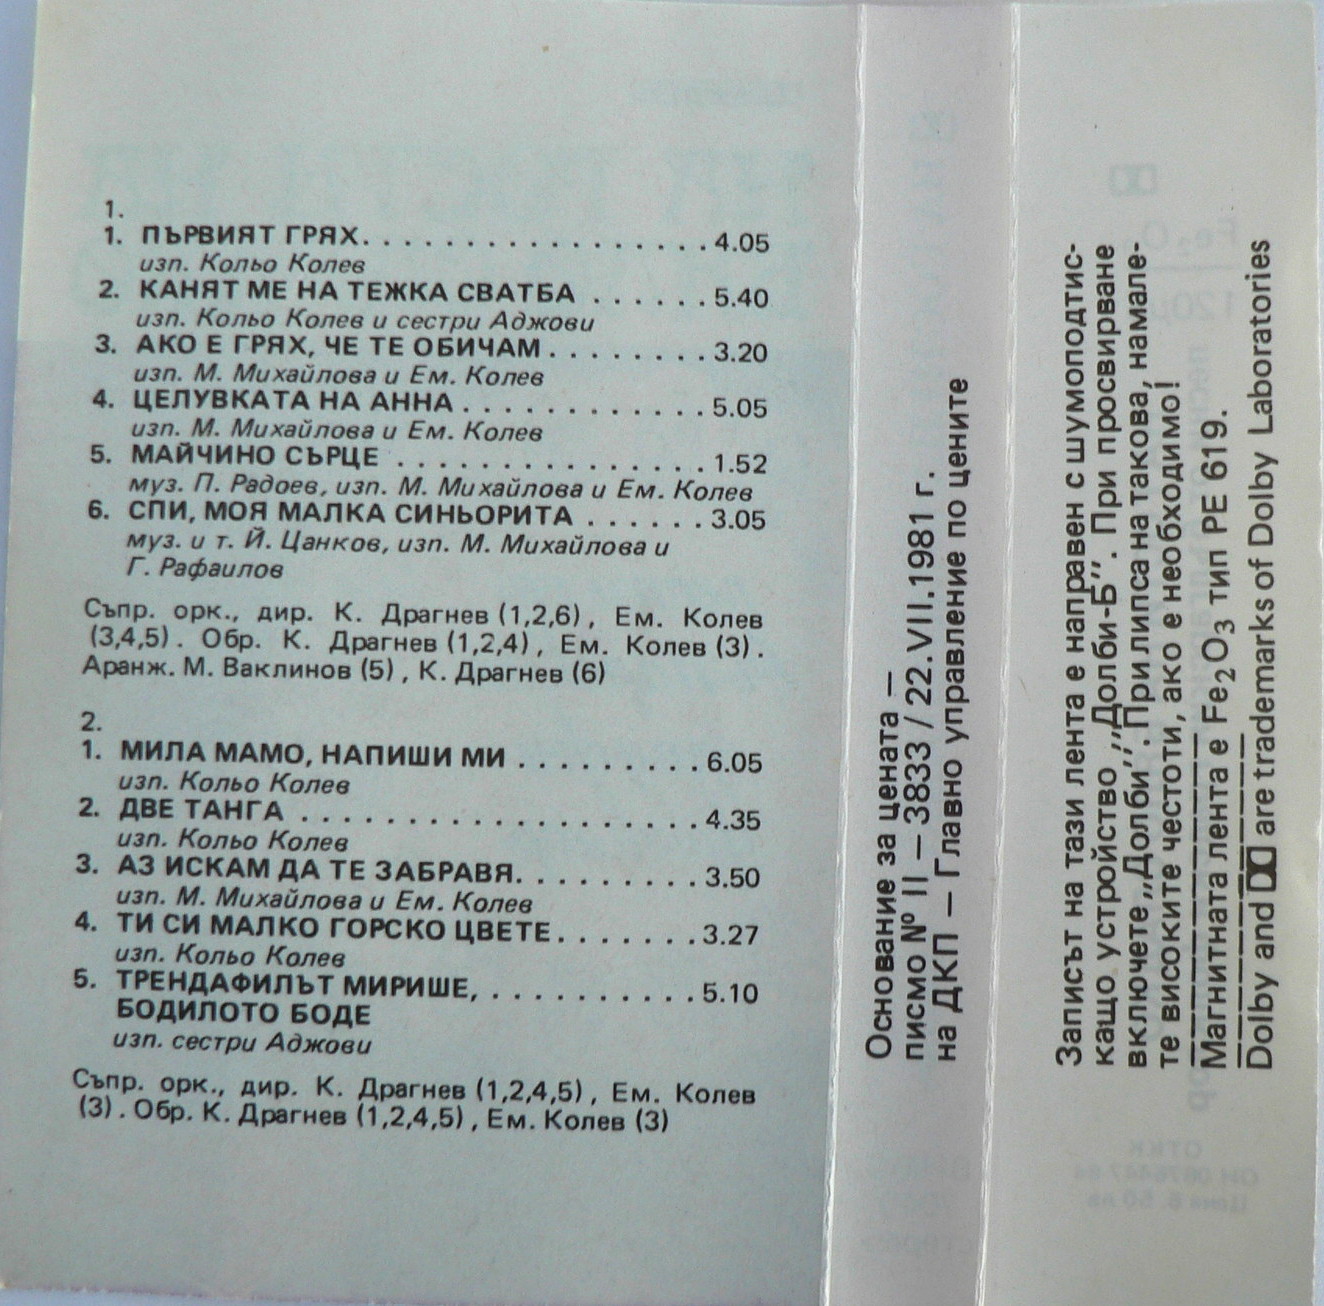 1.
1. ПЪРВИЯТ ГРЯХ. . . . . . . . . . . . . . . . . . 4.05
изп. Кольо Колев
2. КАНЯТ МЕ НА ТЕЖКА СВАТБА . . . . . . 5.40
изп. Кольо Колев и сестри Аджови
3. АКО Е ГРЯХ, ЧЕ ТЕ ОБИЧАМ . . . . . . . . 3.20
изп. М. Михайлова и Ем. Колев
4. ЦЕЛУВКАТА НА АННА . . . . . . . . . . . . 5.05
изп. М. Михайлова и Ем. Колев
5. МАЙЧИНО СЪРЦЕ . . . . . . . . . . . . . . . 1.52
муз. П. Радоев, изп. М. Михайлова и Ем. Колев
6. СПИ, МОЯ МАЛКА СИНЬОРИТА . . . . . . 3.05
муз. и т. Й. Цанков, изп. М. Михайлова и
Г. Рафаилов
Съпр. орк., дир. К. Драгнев (1,2,6), Ем. Колев
(3,4,5). Обр. К. Драгнев (1,2,4), Ем. Колев (3).
Аранж. М. Ваклинов (5), К. Драгнев (6)
2.
1. МИЛА МАМО, НАПИШИ МИ . . . . . . . . . 6.05
изп. Кольо Колев
2. ДВЕ ТАНГА . . . . . . . . . . . . . . . . . . . 4.35
изп. Кольо Колев
3. АЗ ИСКАМ ДА ТЕ ЗАБРАВЯ. . . . . . . . . 3.50
изп. М. Михайлова и Ем. Колев
4. ТИ СИ МАЛКО ГОРСКО ЦВЕТЕ. . . . . . . 3.27
изп. Кольо Колев
5. ТРЕНДАФИЛЪТ МИРИШЕ, . . . . . . . . . . 5.10
БОДИЛОТО БОДЕ
изп. сестри Аджови
Съпр. орк., дир. К. Драгнев (1,2,4,5), Ем. Колев
(3). Обр. К. Драгнев (1,2,4,5), Ем. Колев (3)
Основание за цената —
писмо № II — 3833 / 22.VII.1981 г.
на ДКП — Главно управление по цените
Записът на тази лента е направен с шумоподтис-
кащо устройство „Долби-Б". При просвирване
включете „Долби". При липса на такова, намале-
те високите честоти, ако е необходимо!
Магнитната лента е Fe2O3 тип PE 619.
Dolby and are trademarks of Dolby Laboratories